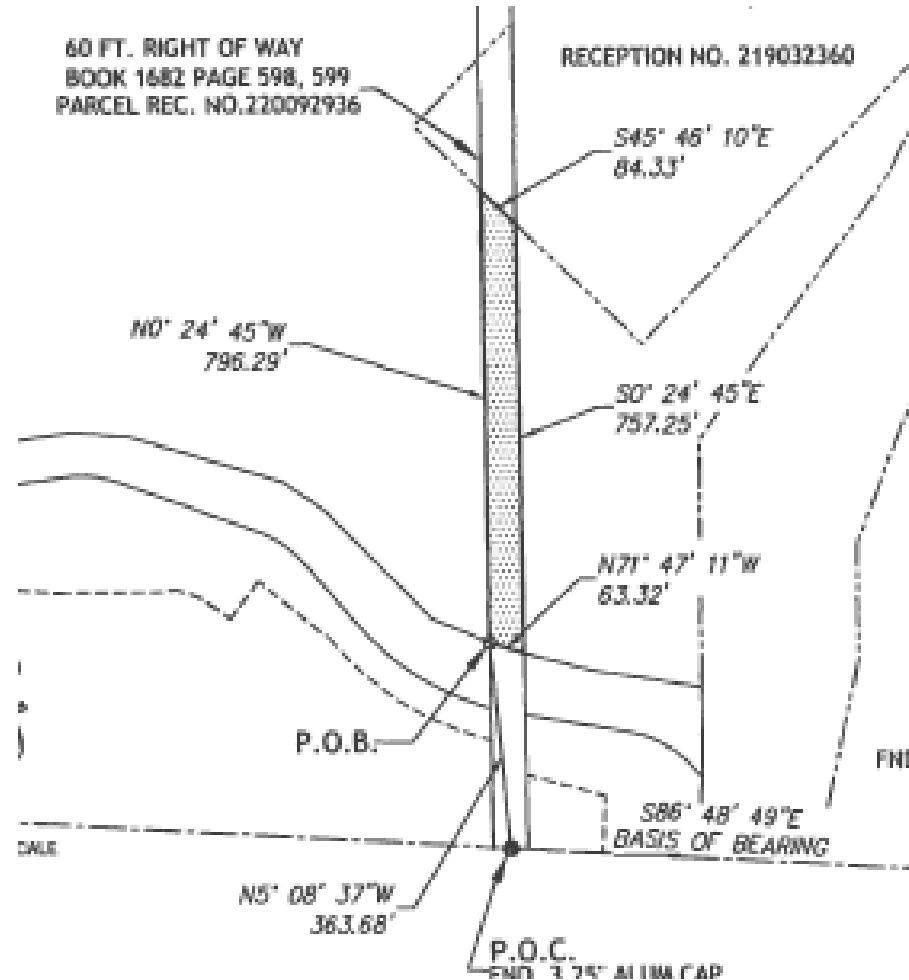 60 FT. RIGHT OF WAY
BOOK 1682 PAGE 598, 599
PARCEL REC. NO.220092936
RECEPTION NO. 219032360
S45° 46' 10"E
84.33'
N0° 24' 45"W
796.29'
S0° 24' 45"E
757.25'
N71° 47' 11"W
63.32'
P.O.B.
S86° 48' 49"E
BASIS OF BEARING
N5° 08' 37"W
363.68'
P.O.C.
FND. 3.25" ALUM CAP